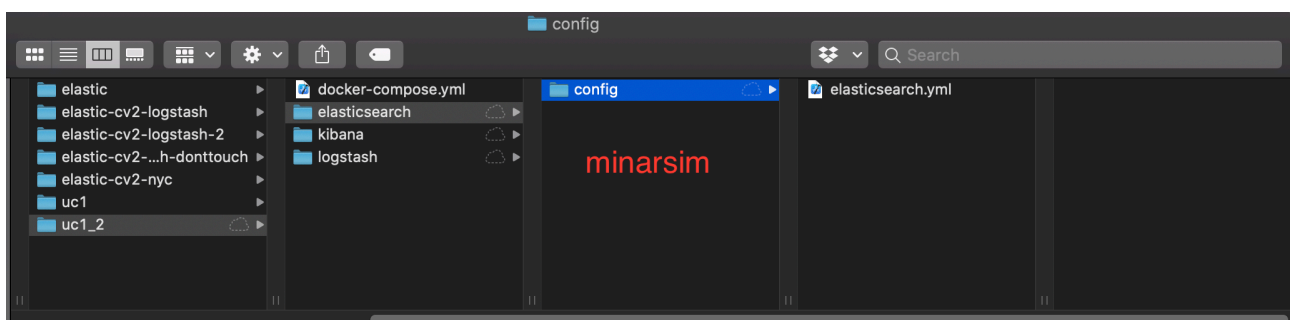 config
Search
elastic
elastic-cv2-logstash
elastic-cv2-logstash-2
elastic-cv2-...h-donttouch
elastic-cv2-nyc
uc1
uc1_2
docker-compose.yml
elasticsearch
kibana
logstash
config
minarsim
elasticsearch.yml